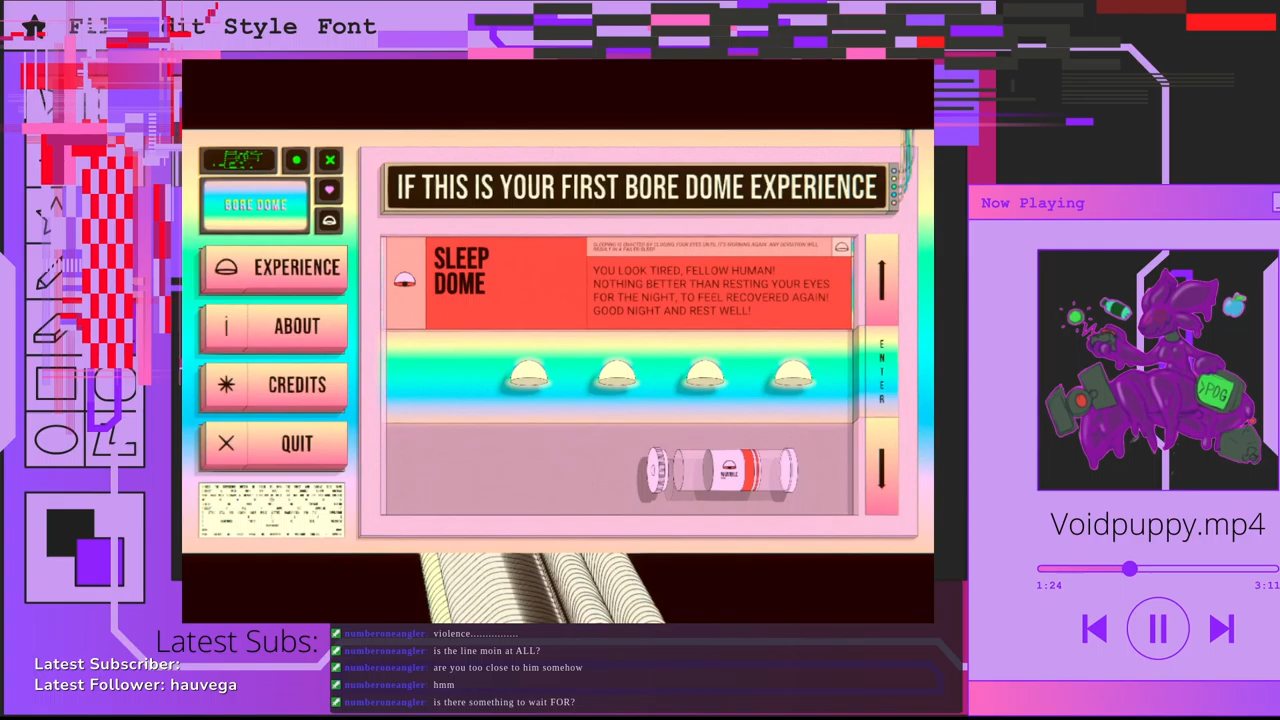 Fil dit Style Font
BORE DOME
EXPERIENCE
i ABOUT
CREDITS
QUIT
IF THIS IS YOUR FIRST BORE DOME EXPERIENCE
SLEEP
DOME
YOU LOOK TIRED, FELLOW HUMAN!
NOTHING BETTER THAN RESTING YOUR EYES
FOR THE NIGHT, TO FEEL RECOVERED AGAIN!
GOOD NIGHT AND REST WELL!
ENTER
Now Playing
>POG
Voidpuppy.mp4
1:24
3:11
Latest Subs:
Latest Subscriber:
Latest Follower: hauvega
numberoneangler: violence................
numberoneangler: is the line moin at ALL?
numberoneangler: are you too close to him somehow
numberoneangler: hmm
numberoneangler: is there something to wait FOR?